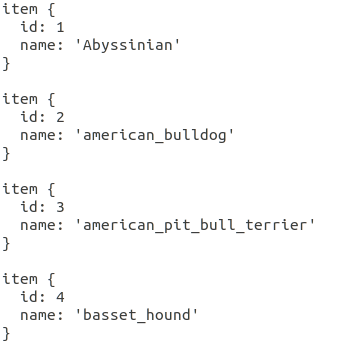 item {
  id: 1
  name: 'Abyssinian'
}

item {
  id: 2
  name: 'american_bulldog'
}

item {
  id: 3
  name: 'american_pit_bull_terrier'
}

item {
  id: 4
  name: 'basset_hound'
}